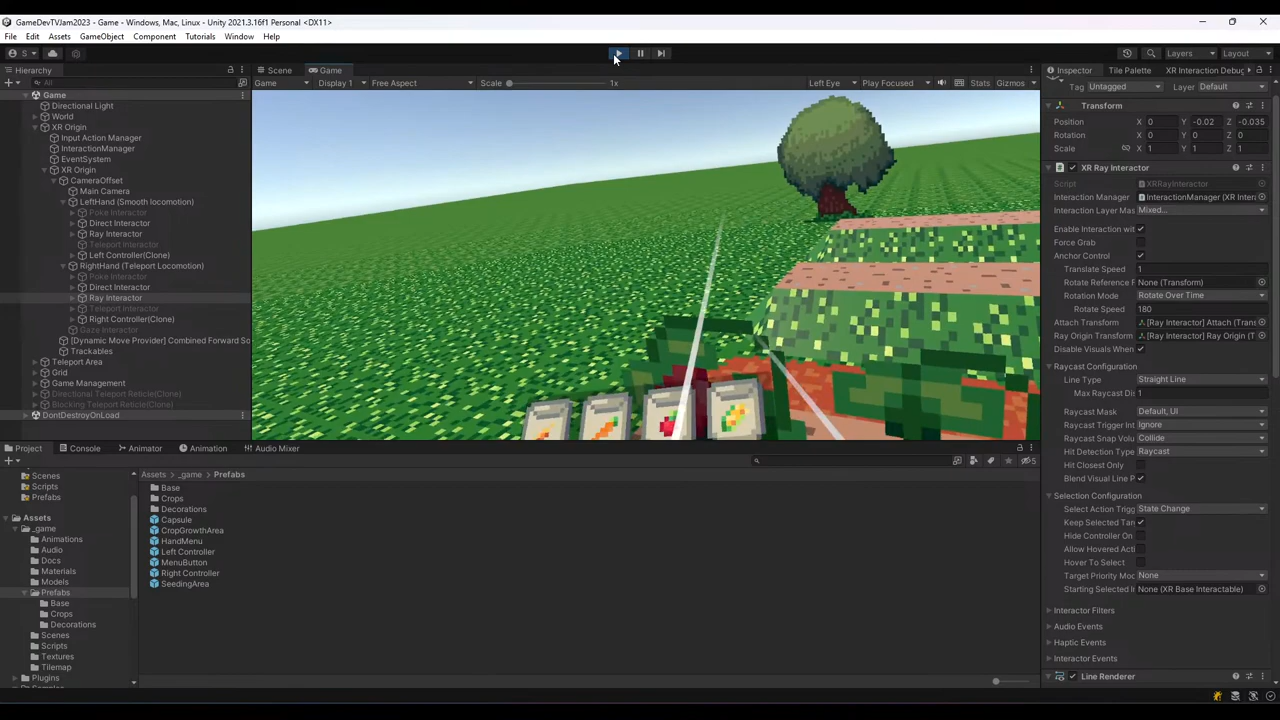 GameDevTVJam2023 - Game - Windows, Mac, Linux - Unity 2021.3.16f1 Personal <DX11>
File Edit Assets GameObject Component Tutorials Window Help
S Layers Layout
Hierarchy Scene Game Inspector Tile Palette XR Interaction Debug
All Game Display 1 Free Aspect Scale 1x Left Eye Play Focused Stats Gizmos Tag Untagged Layer Default
Game
Directional Light
World
XR Origin
Input Action Manager
InteractionManager
EventSystem
XR Origin
CameraOffset
Main Camera
LeftHand (Smooth locomotion)
Poke Interactor
Direct Interactor
Ray Interactor
Teleport Interactor
Left Controller(Clone)
RightHand (Teleport Locomotion)
Poke Interactor
Direct Interactor
Ray Interactor
Teleport Interactor
Right Controller(Clone)
Gaze Interactor
[Dynamic Move Provider] Combined Forward So
Trackables
Teleport Area
Grid
Game Management
Directional Teleport Reticle(Clone)
Blocking Teleport Reticle(Clone)
DontDestroyOnLoad
Transform
Position X 0 Y -0.02 Z -0.035
Rotation X 0 Y 0 Z 0
Scale X 1 Y 1 Z 1
XR Ray Interactor
Script XRRayInteractor
Interaction Manager InteractionManager (XR Intera
Interaction Layer Mas Mixed...
Enable Interaction wit
Force Grab
Anchor Control
Translate Speed 1
Rotate Reference F None (Transform)
Rotation Mode Rotate Over Time
Rotate Speed 180
Attach Transform [Ray Interactor] Attach (Trans
Ray Origin Transform [Ray Interactor] Ray Origin (T
Disable Visuals When
Raycast Configuration
Line Type Straight Line
Max Raycast Dis 1
Raycast Mask Default, UI
Raycast Trigger Int Ignore
Raycast Snap Volu Collide
Hit Detection Type Raycast
Hit Closest Only
Blend Visual Line P
Selection Configuration
Select Action Trigg State Change
Keep Selected Tar
Hide Controller On
Allow Hovered Acti
Hover To Select
Target Priority Mod None
Starting Selected In None (XR Base Interactable)
Interactor Filters
Audio Events
Haptic Events
Interactor Events
Line Renderer
Project Console Animator Animation Audio Mixer
5
Scenes
Scripts
Prefabs
Assets
_game
Animations
Audio
Docs
Materials
Models
Prefabs
Base
Crops
Decorations
Scenes
Scripts
Textures
Tilemap
Plugins
Assets _game Prefabs
Base
Crops
Decorations
Capsule
CropGrowthArea
HandMenu
Left Controller
MenuButton
Right Controller
SeedingArea